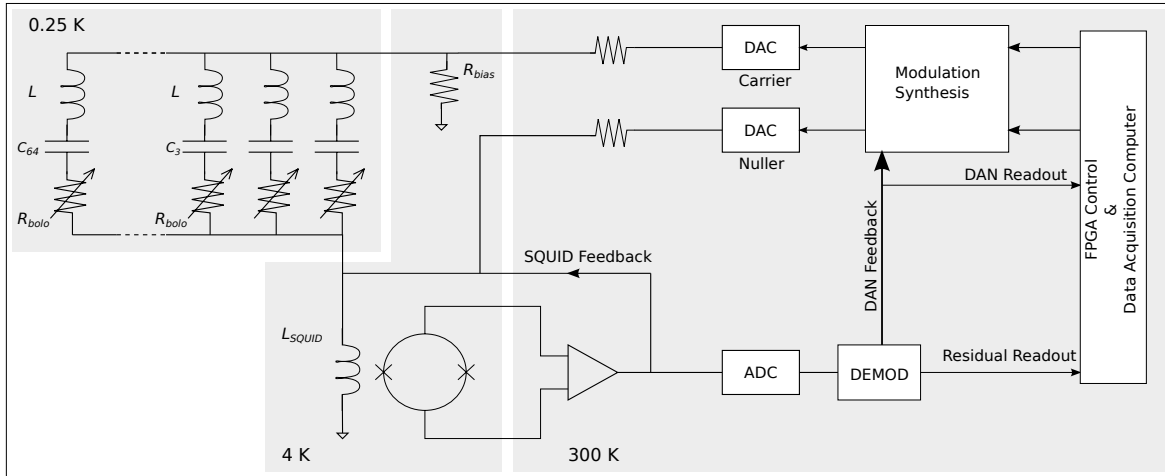 0.25 K
L
L
C64
C3
Rbolo
Rbolo
Rbias
DAC
Carrier
DAC
Nuller
Modulation
Synthesis
DAN Readout
FPGA Control
&
Data Acquisition Computer
DAN Feedback
SQUID Feedback
LSQUID
ADC
DEMOD
Residual Readout
4 K
300 K